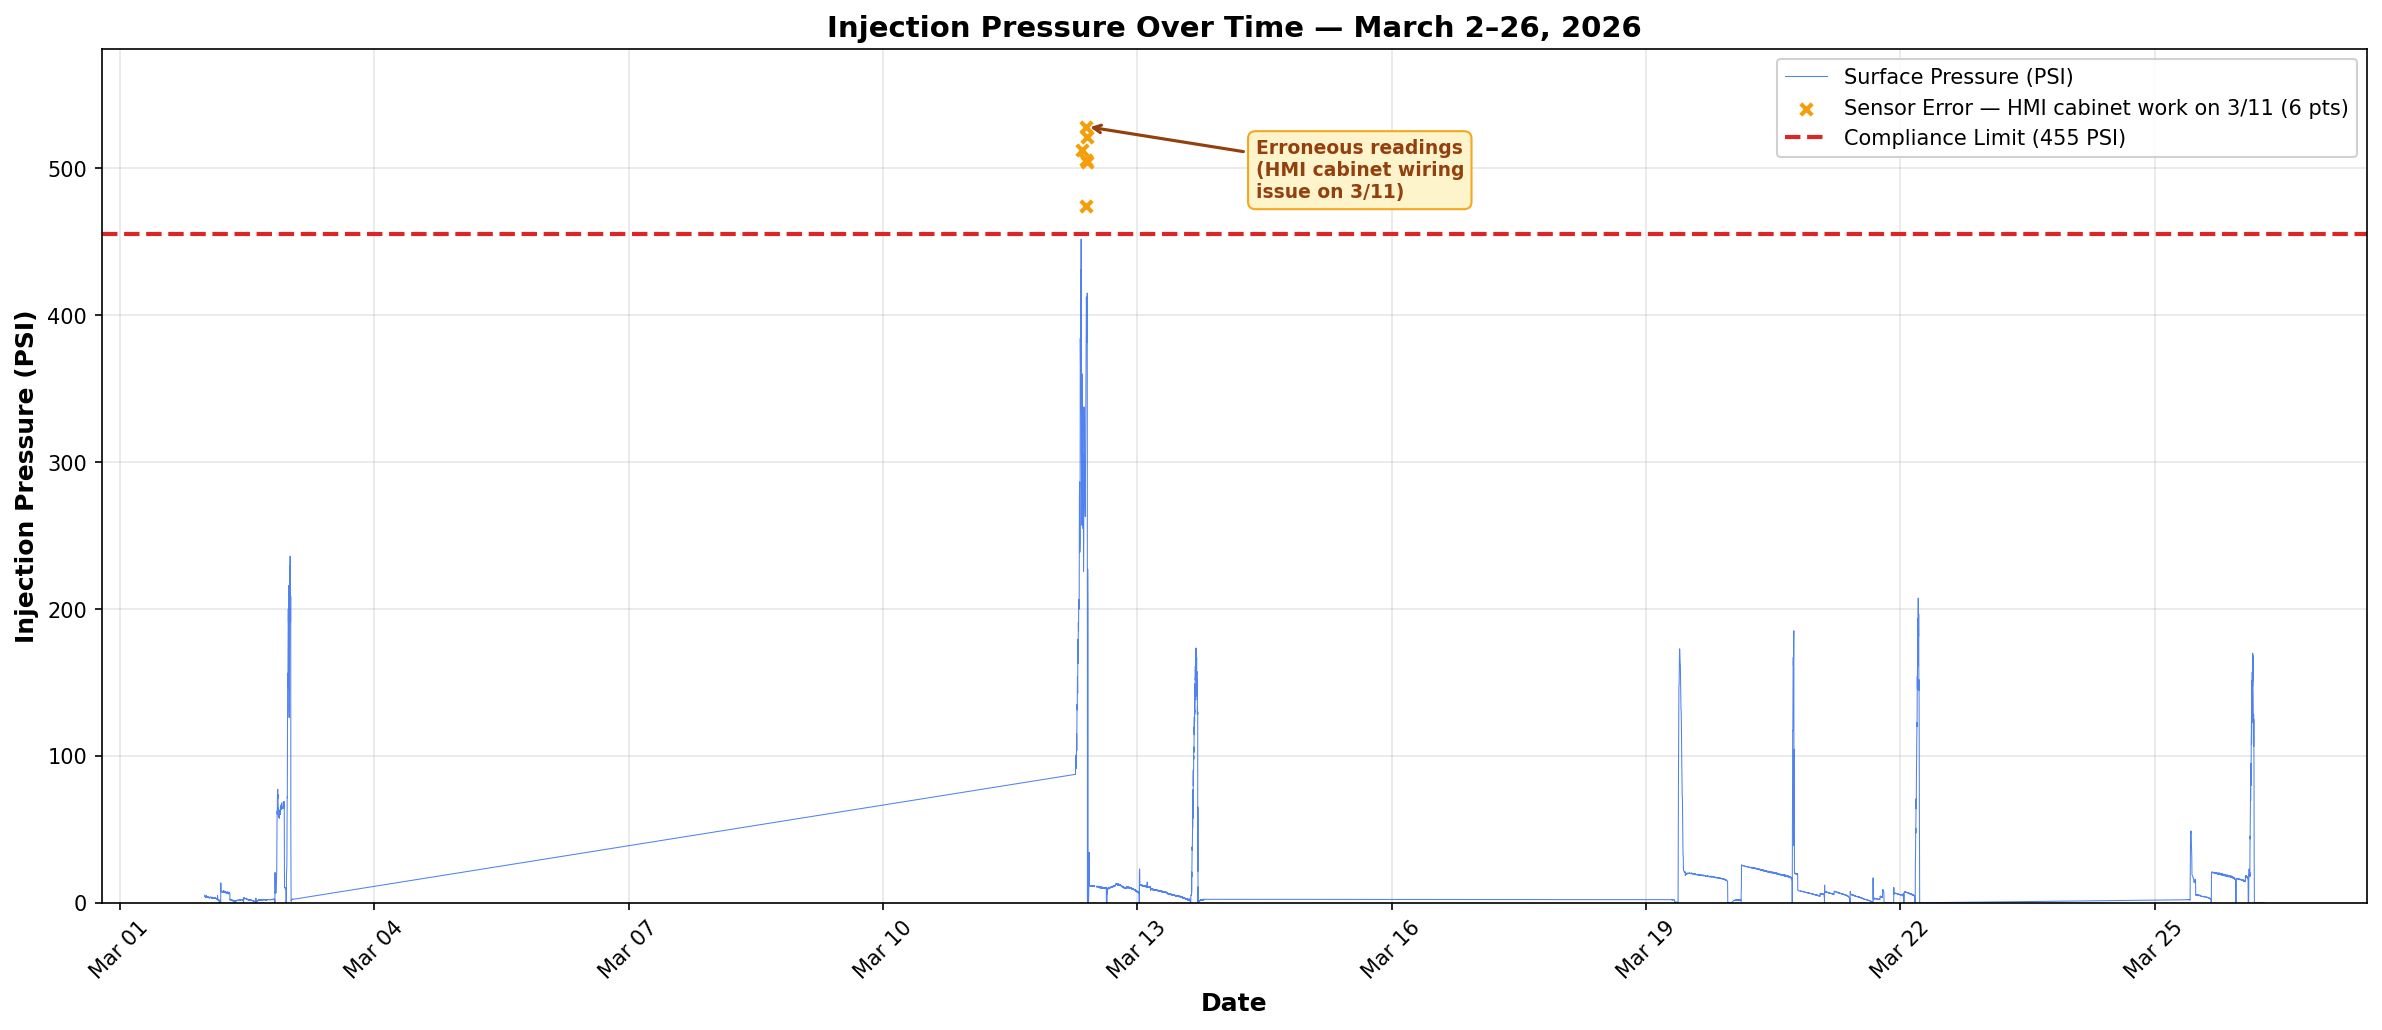 Injection Pressure Over Time — March 2–26, 2026
Surface Pressure (PSI)
Sensor Error — HMI cabinet work on 3/11 (6 pts)
Compliance Limit (455 PSI)
Erroneous readings
(HMI cabinet wiring
issue on 3/11)
Injection Pressure (PSI)
500
400
300
200
100
0
Mar 01
Mar 04
Mar 07
Mar 10
Mar 13
Mar 16
Mar 19
Mar 22
Mar 25
Date